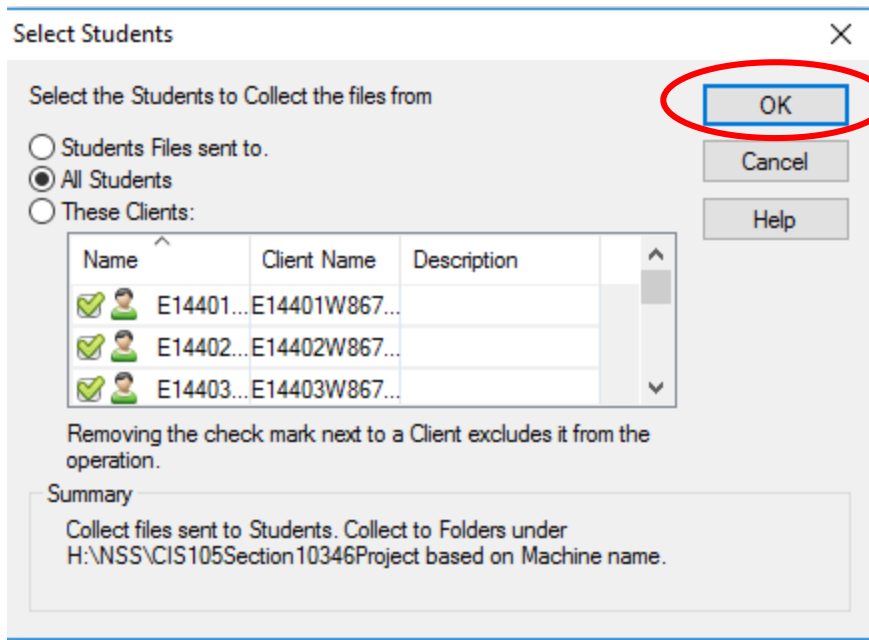 Select Students
Select the Students to Collect the files from
OK
Students Files sent to.
Cancel
All Students
These Clients:
Help
Name Client Name Description
E14401... E14401W867...
E14402... E14402W867...
E14403... E14403W867...
Removing the check mark next to a Client excludes it from the
operation.
Summary
Collect files sent to Students. Collect to Folders under
H:\NSS\CIS105Section10346Project based on Machine name.